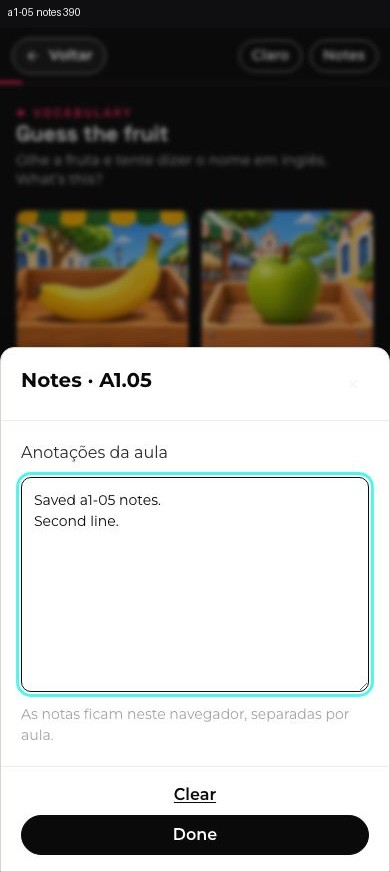 a1-05 notes 390
← Voltar
Claro
Notes
VOCABULARY
Guess the fruit
Olhe a fruta e tente dizer o nome em inglês.
What's this?
Notes · A1.05
×
Anotações da aula
Saved a1-05 notes.
Second line.
As notas ficam neste navegador, separadas por
aula.
Clear
Done